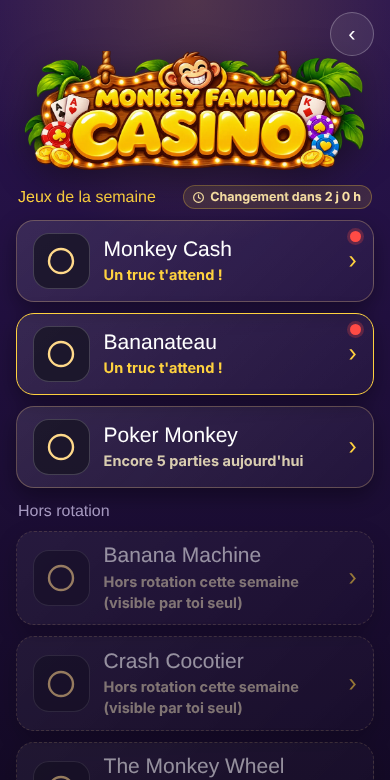 ‹
A
A
K
MONKEY FAMILY
CASINO
Jeux de la semaine
Changement dans 2 j 0 h
Monkey Cash
Un truc t'attend !
›
Bananateau
Un truc t'attend !
›
Poker Monkey
Encore 5 parties aujourd'hui
›
Hors rotation
Banana Machine
Hors rotation cette semaine
(visible par toi seul)
›
Crash Cocotier
Hors rotation cette semaine
(visible par toi seul)
›
The Monkey Wheel